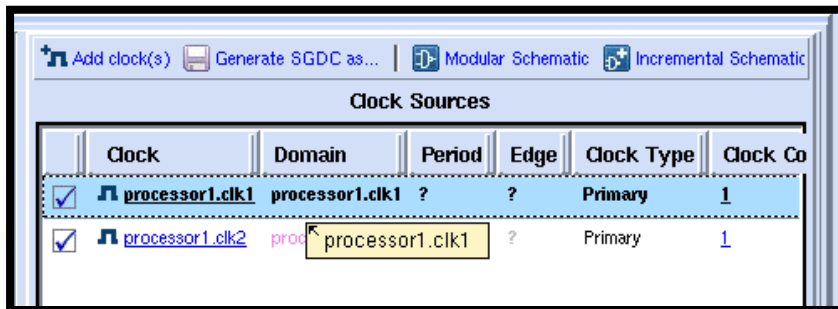 Add clock(s) Generate SGDC as... Modular Schematic Incremental Schematic
Clock Sources
Clock Domain Period Edge Clock Type Clock Co
processor1.clk1 processor1.clk1 ? ? Primary 1
processor1.clk2 proc ? Primary 1
processor1.clk1